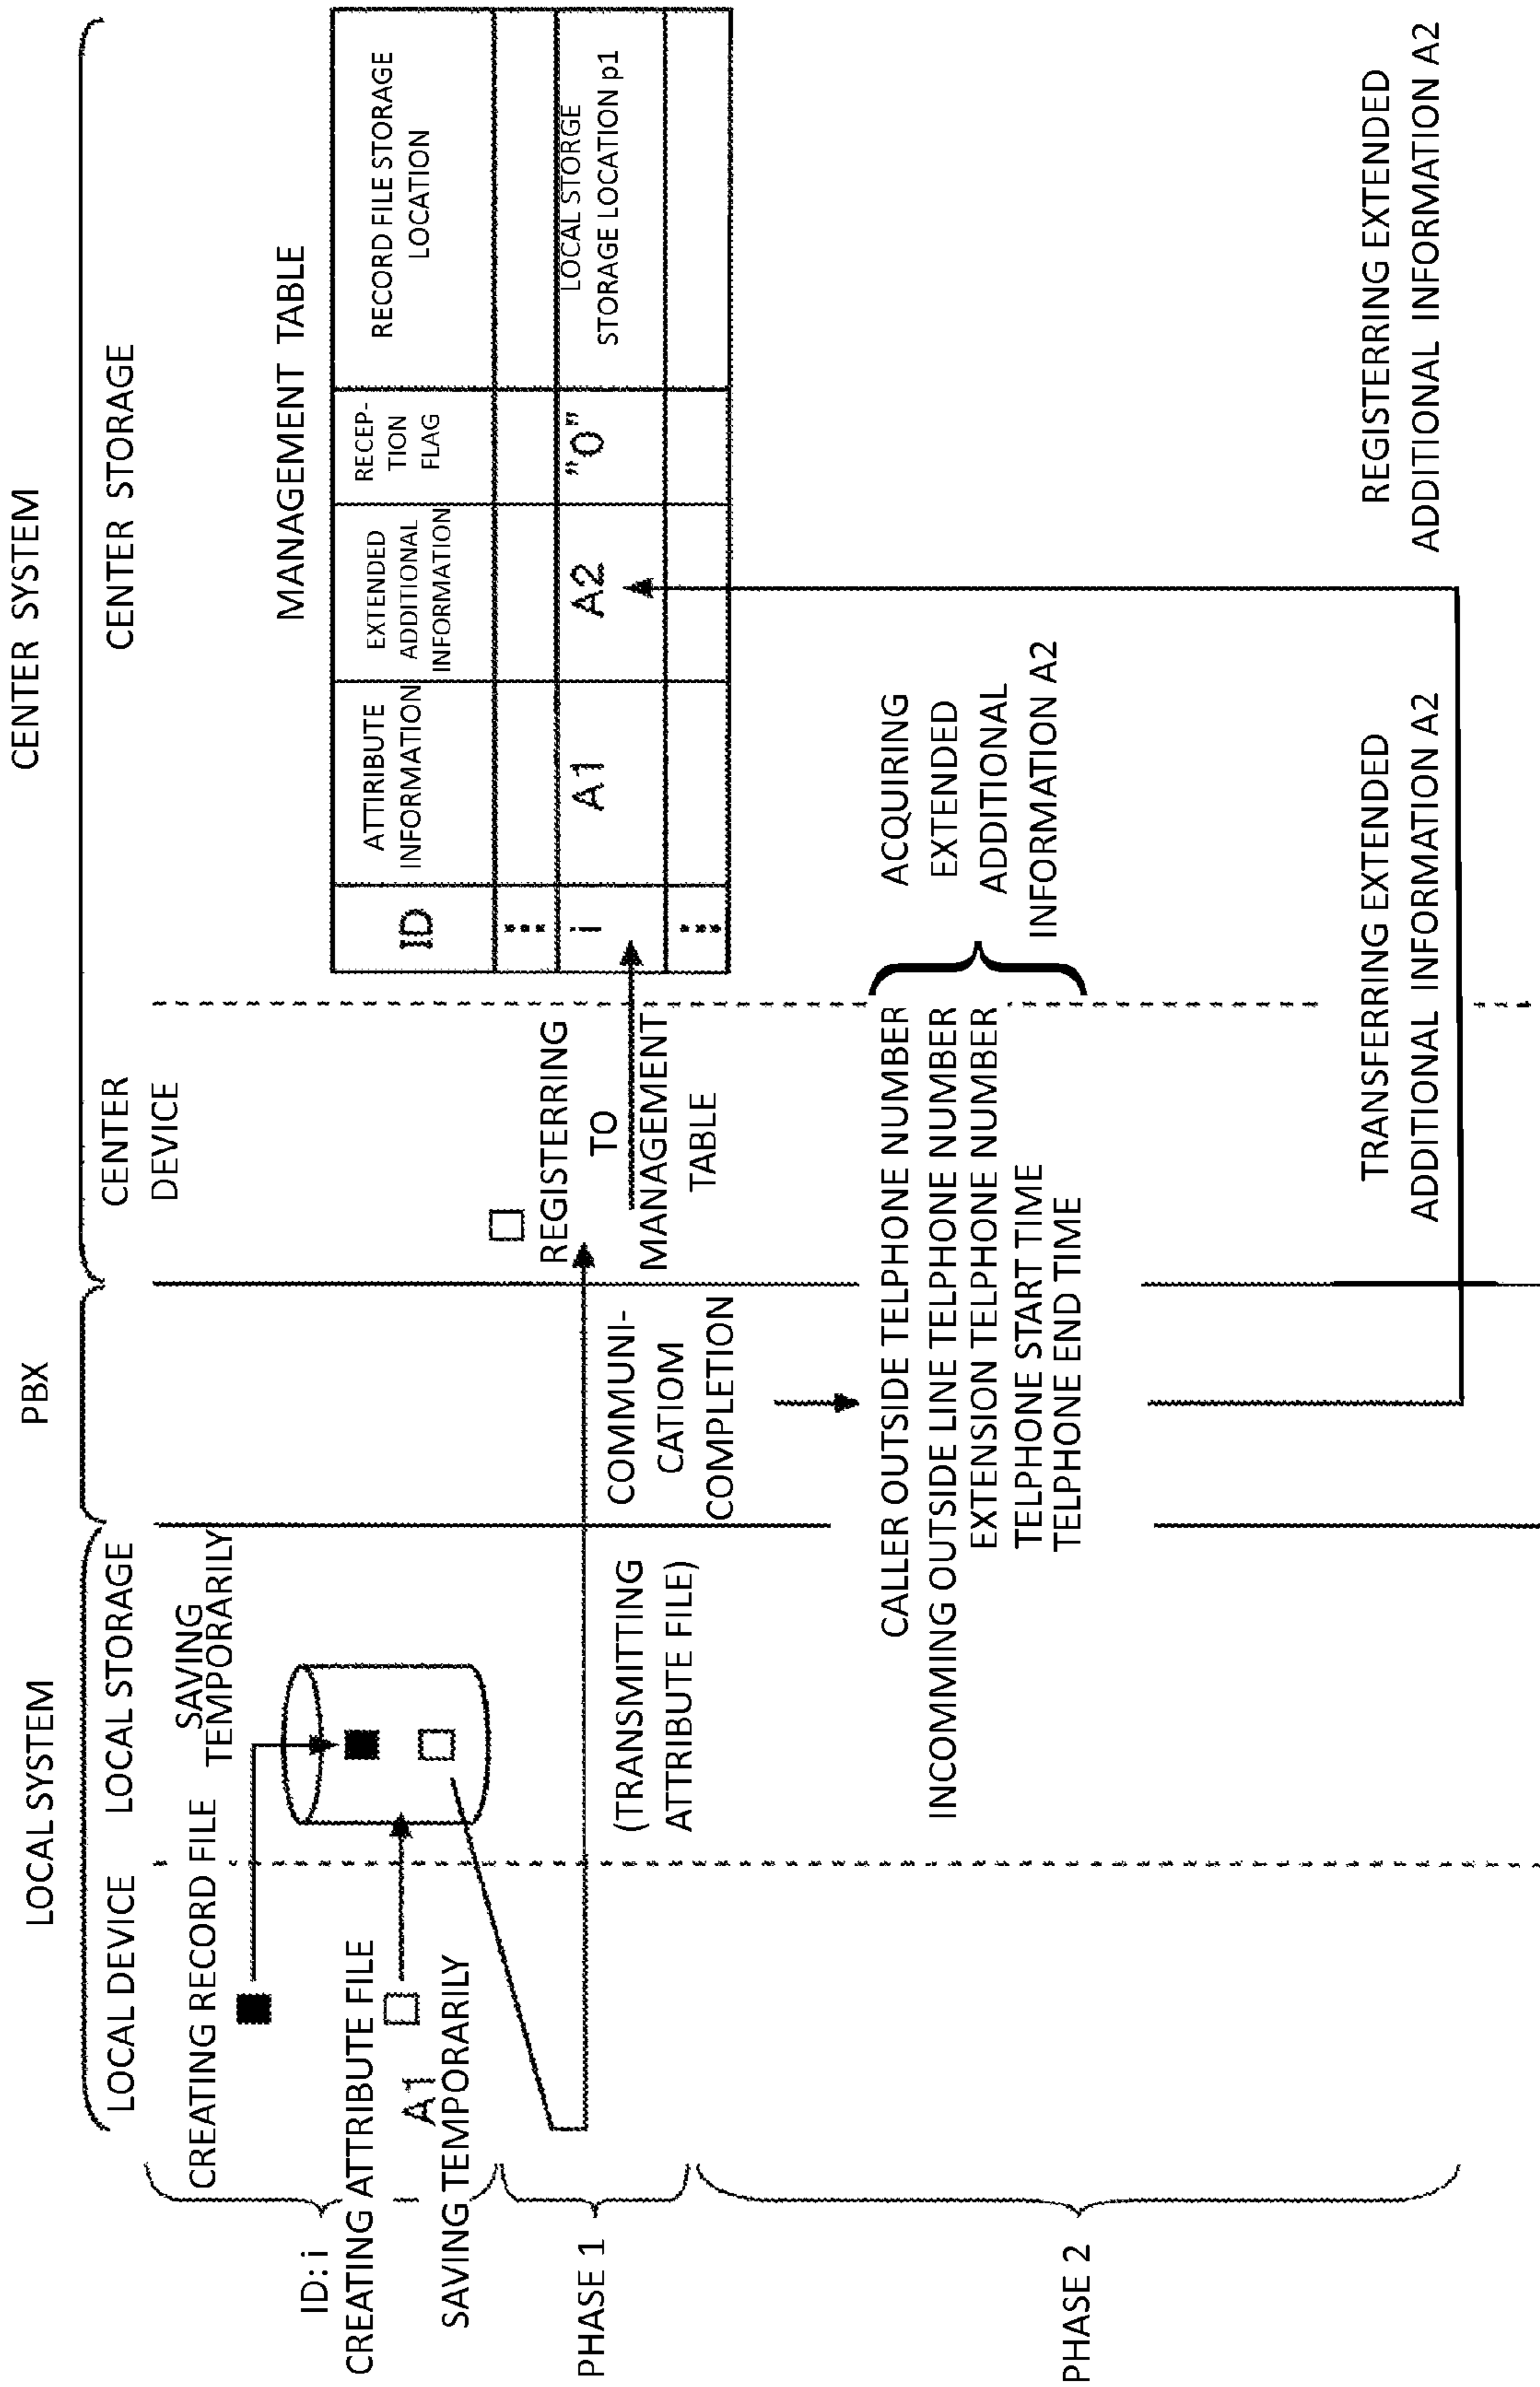 LOCAL SYSTEM
PBX
CENTER SYSTEM
LOCAL DEVICE
LOCAL STORAGE
CENTER
DEVICE
CENTER STORAGE
CREATING RECORD FILE
SAVING
TEMPORARILY
ID: i
CREATING ATTRIBUTE FILE
A1
SAVING TEMPORARILY
MANAGEMENT TABLE
ID
ATTIRIBUTE
INFORMATION
EXTENDED
ADDITIONAL
INFORMATION
RECEP-
TION
FLAG
RECORD FILE STORAGE
LOCATION
i
A1
A2
"0"
LOCAL STORGE
STORAGE LOCATION p1
PHASE 1
REGISTERRING
TO
MANAGEMENT
TABLE
(TRANSMITTING
ATTRIBUTE FILE)
COMMUNI-
CATIOM
COMPLETION
PHASE 2
CALLER OUTSIDE TELPHONE NUMBER
INCOMMING OUTSIDE LINE TELPHONE NUMBER
EXTENSION TELPHONE NUMBER
TELPHONE START TIME
TELPHONE END TIME
ACQUIRING
EXTENDED
ADDITIONAL
INFORMATION A2
TRANSFERRING EXTENDED
ADDITIONAL INFORMATION A2
REGISTERRING EXTENDED
ADDITIONAL INFORMATION A2